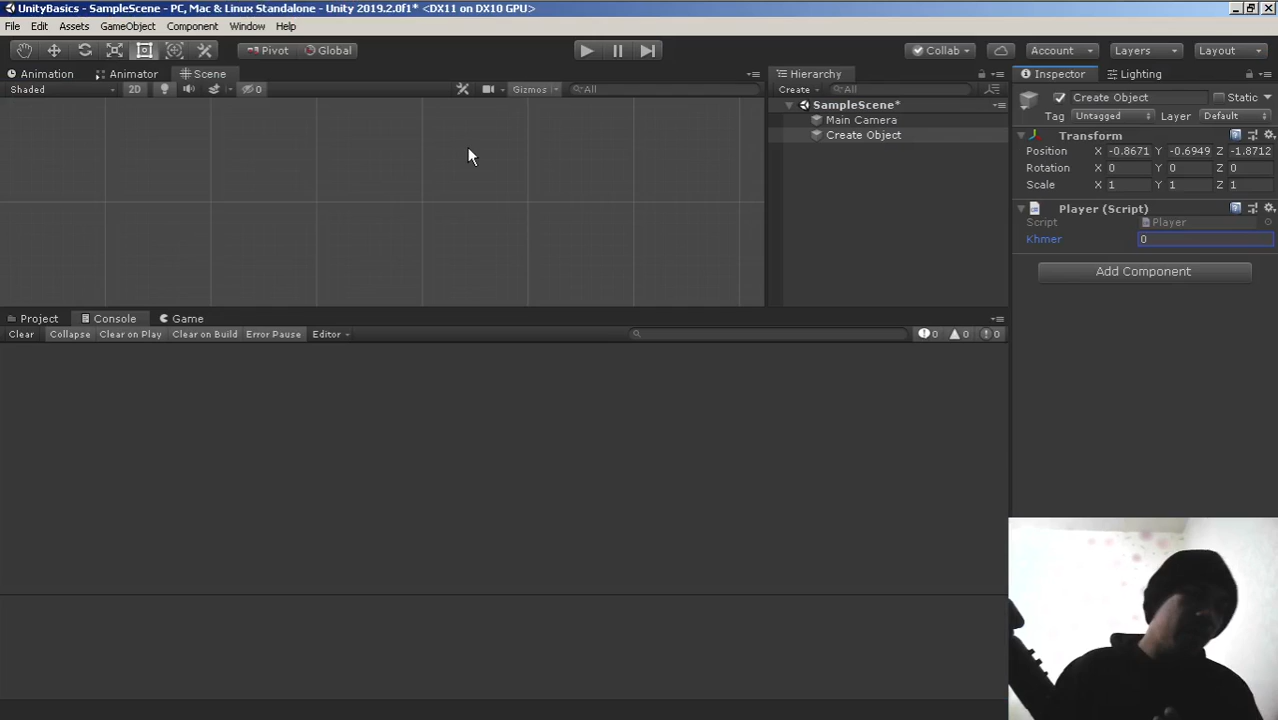 UnityBasics - SampleScene - PC, Mac & Linux Standalone - Unity 2019.2.0f1* <DX11 on DX10 GPU>
File Edit Assets GameObject Component Window Help
Pivot Global Collab Account Layers Layout
Animation Animator Scene Hierarchy Inspector Lighting
Shaded 2D 0 Gizmos All Create All Create Object Static
SampleScene*
Tag Untagged Layer Default
Main Camera
Create Object
Transform
Position X -0.8671 Y -0.6949 Z -1.8712
Rotation X 0 Y 0 Z 0
Scale X 1 Y 1 Z 1
Player (Script)
Script Player
Khmer 0
Add Component
Project Console Game
Clear Collapse Clear on Play Clear on Build Error Pause Editor 0 0 0